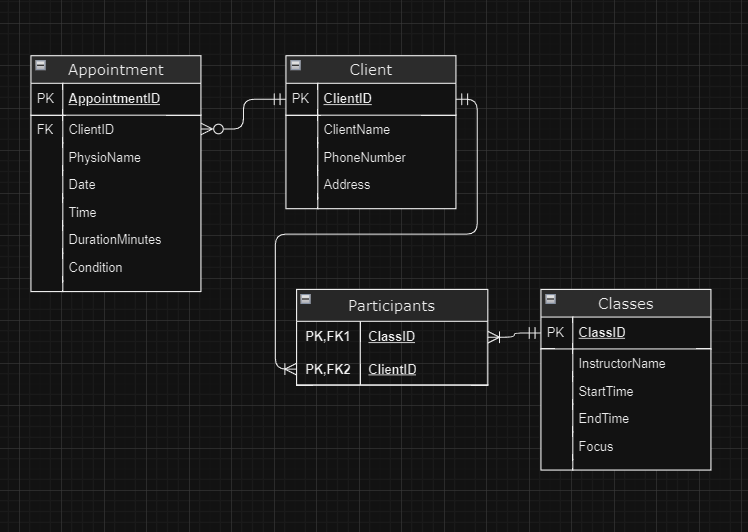 Appointment
PK AppointmentID
FK ClientID
PhysioName
Date
Time
DurationMinutes
Condition
Client
PK ClientID
ClientName
PhoneNumber
Address
Participants
PK,FK1 ClassID
PK,FK2 ClientID
Classes
PK ClassID
InstructorName
StartTime
EndTime
Focus